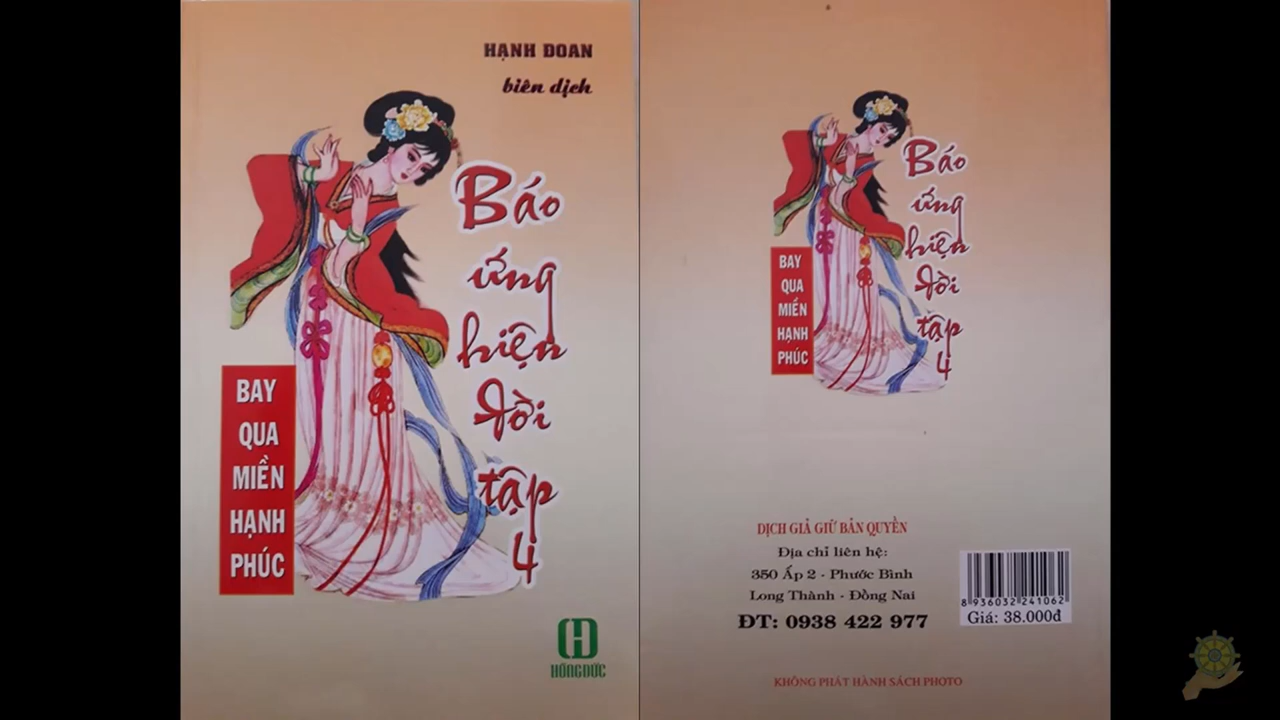 HẠNH ĐOAN
biên dịch
Báo
ứng
hiện
đời
tập
4
BAY
QUA
MIỀN
HẠNH
PHÚC
HỒNG ĐỨC
Báo
ứng
hiện
đời
tập
4
BAY
QUA
MIỀN
HẠNH
PHÚC
DỊCH GIẢ GIỮ BẢN QUYỀN
Địa chỉ liên hệ:
350 Ấp 2 - Phước Bình
Long Thành - Đồng Nai
ĐT: 0938 422 977
8 936032 241062
Giá: 38.000đ
KHÔNG PHÁT HÀNH SÁCH PHOTO